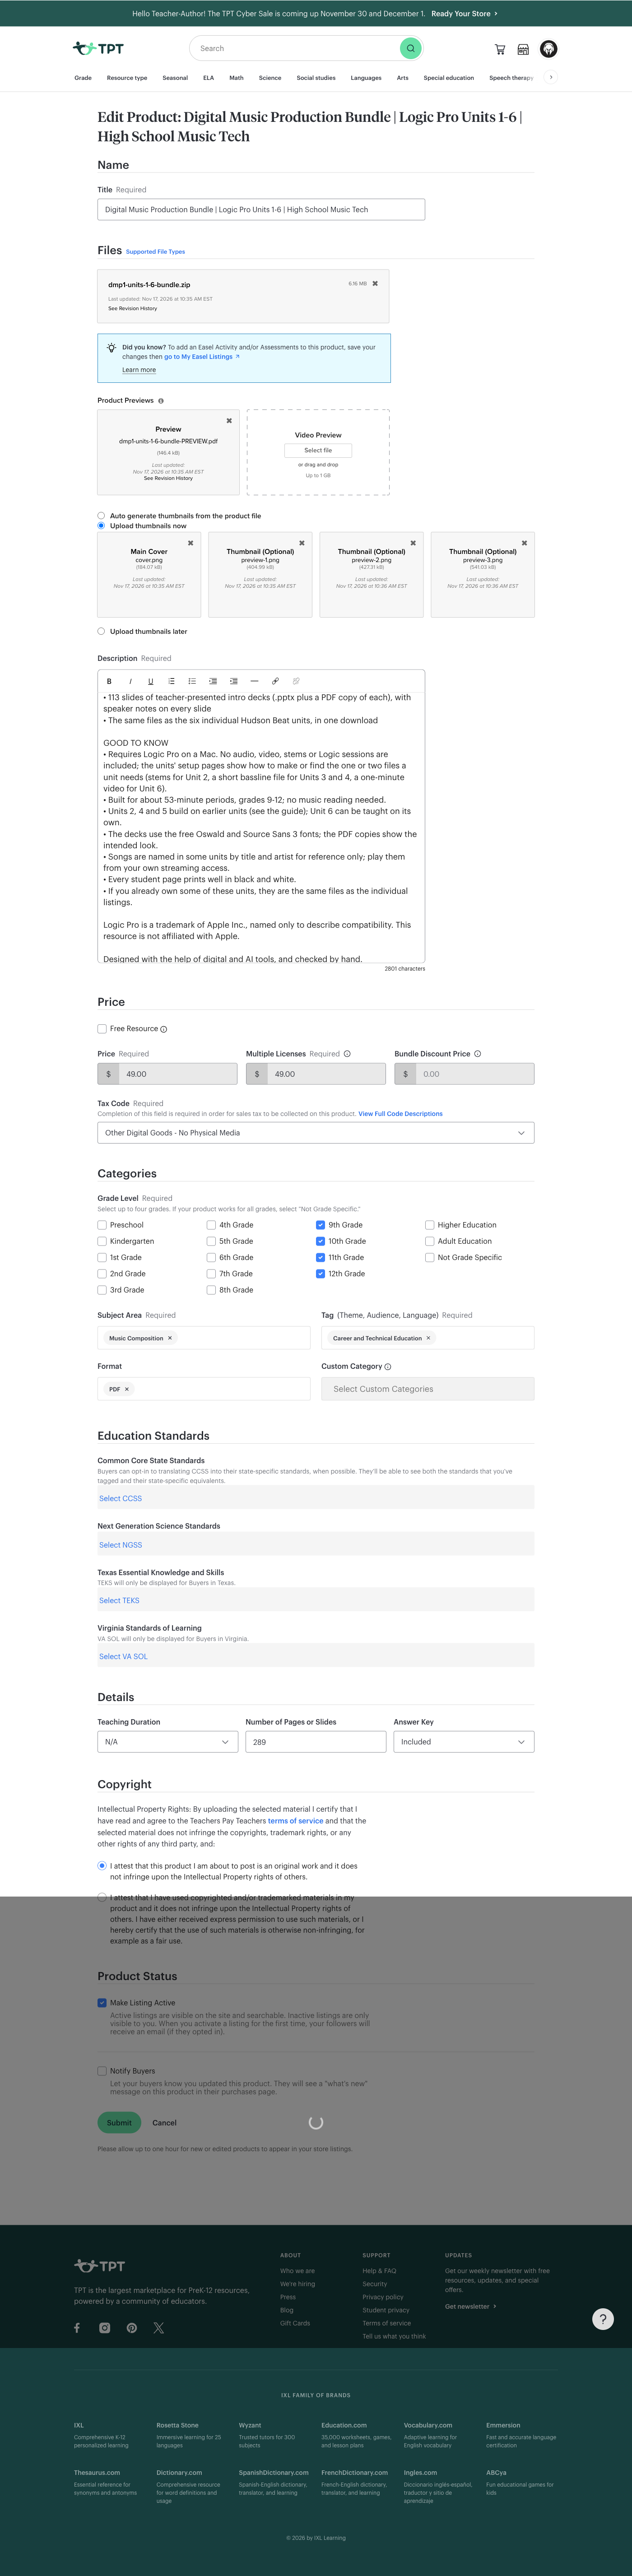 Hello Teacher-Author! The TPT Cyber Sale is coming up November 30 and December 1. Ready Your Store ›
TPT
Search
Grade Resource type Seasonal ELA Math Science Social studies Languages Arts Special education Speech therapy
Edit Product: Digital Music Production Bundle | Logic Pro Units 1-6 |
High School Music Tech
Name
Title Required
Digital Music Production Bundle | Logic Pro Units 1-6 | High School Music Tech
Files Supported File Types
dmp1-units-1-6-bundle.zip 6.16 MB ✖
Last updated: Nov 17, 2026 at 10:35 AM EST
See Revision History
Did you know? To add an Easel Activity and/or Assessments to this product, save your
changes then go to My Easel Listings ↗
Learn more
Product Previews
Preview
dmp1-units-1-6-bundle-PREVIEW.pdf
(146.4 kB)
Last updated:
Nov 17, 2026 at 10:35 AM EST
See Revision History
Video Preview
Select file
or drag and drop
Up to 1 GB
Auto generate thumbnails from the product file
Upload thumbnails now
Main Cover
cover.png
(184.07 kB)
Last updated:
Nov 17, 2026 at 10:35 AM EST
Thumbnail (Optional)
preview-1.png
(404.99 kB)
Last updated:
Nov 17, 2026 at 10:35 AM EST
Thumbnail (Optional)
preview-2.png
(427.31 kB)
Last updated:
Nov 17, 2026 at 10:36 AM EST
Thumbnail (Optional)
preview-3.png
(541.03 kB)
Last updated:
Nov 17, 2026 at 10:36 AM EST
Upload thumbnails later
Description Required
B I U
• 113 slides of teacher-presented intro decks (.pptx plus a PDF copy of each), with
speaker notes on every slide
• The same files as the six individual Hudson Beat units, in one download
GOOD TO KNOW
• Requires Logic Pro on a Mac. No audio, video, stems or Logic sessions are
included; the units' setup pages show how to make or find the one or two files a
unit needs (stems for Unit 2, a short bassline file for Units 3 and 4, a one-minute
video for Unit 6).
• Built for about 53-minute periods, grades 9-12; no music reading needed.
• Units 2, 4 and 5 build on earlier units (see the guide); Unit 6 can be taught on its
own.
• The decks use the free Oswald and Source Sans 3 fonts; the PDF copies show the
intended look.
• Songs are named in some units by title and artist for reference only; play them
from your own streaming access.
• Every student page prints well in black and white.
• If you already own some of these units, they are the same files as the individual
listings.
Logic Pro is a trademark of Apple Inc., named only to describe compatibility. This
resource is not affiliated with Apple.
Designed with the help of digital and AI tools, and checked by hand.
2801 characters
Price
Free Resource
Price Required
$ 49.00
Multiple Licenses Required
$ 49.00
Bundle Discount Price
$ 0.00
Tax Code Required
Completion of this field is required in order for sales tax to be collected on this product. View Full Code Descriptions
Other Digital Goods - No Physical Media
Categories
Grade Level Required
Select up to four grades. If your product works for all grades, select "Not Grade Specific."
Preschool 4th Grade 9th Grade Higher Education
Kindergarten 5th Grade 10th Grade Adult Education
1st Grade 6th Grade 11th Grade Not Grade Specific
2nd Grade 7th Grade 12th Grade
3rd Grade 8th Grade
Subject Area Required
Music Composition ×
Tag (Theme, Audience, Language) Required
Career and Technical Education ×
Format
PDF ×
Custom Category
Select Custom Categories
Education Standards
Common Core State Standards
Buyers can opt-in to translating CCSS into their state-specific standards, when possible. They'll be able to see both the standards that you've
tagged and their state-specific equivalents.
Select CCSS
Next Generation Science Standards
Select NGSS
Texas Essential Knowledge and Skills
TEKS will only be displayed for Buyers in Texas.
Select TEKS
Virginia Standards of Learning
VA SOL will only be displayed for Buyers in Virginia.
Select VA SOL
Details
Teaching Duration
N/A
Number of Pages or Slides
289
Answer Key
Included
Copyright
Intellectual Property Rights: By uploading the selected material I certify that I
have read and agree to the Teachers Pay Teachers terms of service and that the
selected material does not infringe the copyrights, trademark rights, or any
other rights of any third party, and:
I attest that this product I am about to post is an original work and it does
not infringe upon the Intellectual Property rights of others.
I attest that I have used copyrighted and/or trademarked materials in my
product and it does not infringe upon the Intellectual Property rights of
others. I have either received express permission to use such materials, or I
hereby certify that the use of such materials is otherwise non-infringing, for
example as a fair use.
Product Status
Make Listing Active
Active listings are visible on the site and searchable. Inactive listings are only
visible to you. When you activate a listing the first time, your followers will
receive an email (if they opted in).
Notify Buyers
Let your buyers know you updated this product. They will see a "what's new"
message on this product in their purchases page.
Submit Cancel
Please allow up to one hour for new or edited products to appear in your store listings.
TPT
TPT is the largest marketplace for PreK-12 resources,
powered by a community of educators.
ABOUT
Who we are
We're hiring
Press
Blog
Gift Cards
SUPPORT
Help & FAQ
Security
Privacy policy
Student privacy
Terms of service
Tell us what you think
UPDATES
Get our weekly newsletter with free
resources, updates, and special
offers.
Get newsletter ›
?
IXL FAMILY OF BRANDS
IXL
Comprehensive K-12
personalized learning
Rosetta Stone
Immersive learning for 25
languages
Wyzant
Trusted tutors for 300
subjects
Education.com
35,000 worksheets, games,
and lesson plans
Vocabulary.com
Adaptive learning for
English vocabulary
Emmersion
Fast and accurate language
certification
Thesaurus.com
Essential reference for
synonyms and antonyms
Dictionary.com
Comprehensive resource
for word definitions and
usage
SpanishDictionary.com
Spanish-English dictionary,
translator, and learning
FrenchDictionary.com
French-English dictionary,
translator, and learning
Ingles.com
Diccionario inglés-español,
traductor y sitio de
aprendizaje
ABCya
Fun educational games for
kids
© 2026 by IXL Learning